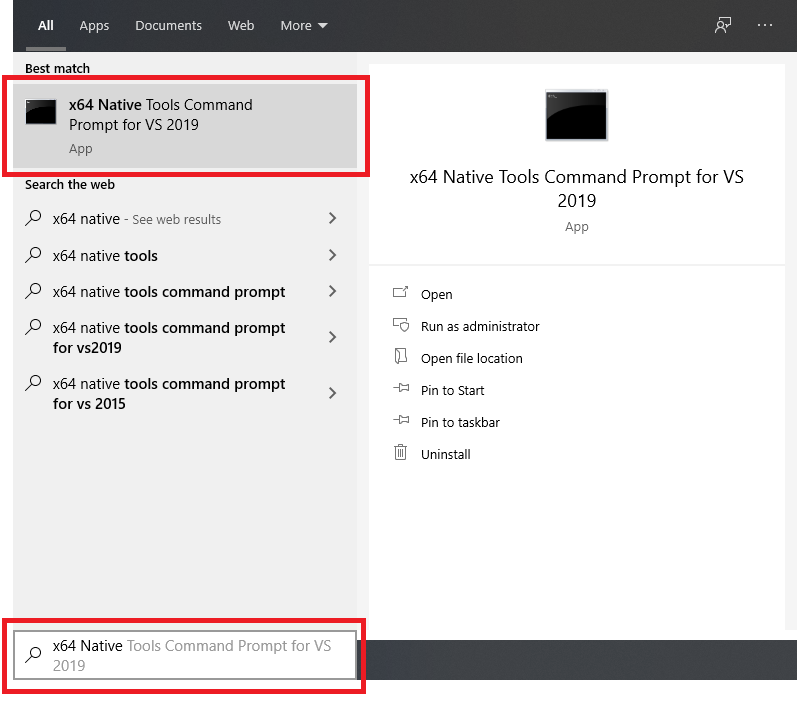 All Apps Documents Web More
Best match
x64 Native Tools Command
Prompt for VS 2019
App
Search the web
x64 native - See web results
x64 native tools
x64 native tools command prompt
x64 native tools command prompt
for vs2019
x64 native tools command prompt
for vs 2015
x64 Native Tools Command Prompt for VS
2019
App
Open
Run as administrator
Open file location
Pin to Start
Pin to taskbar
Uninstall
x64 Native Tools Command Prompt for VS
2019